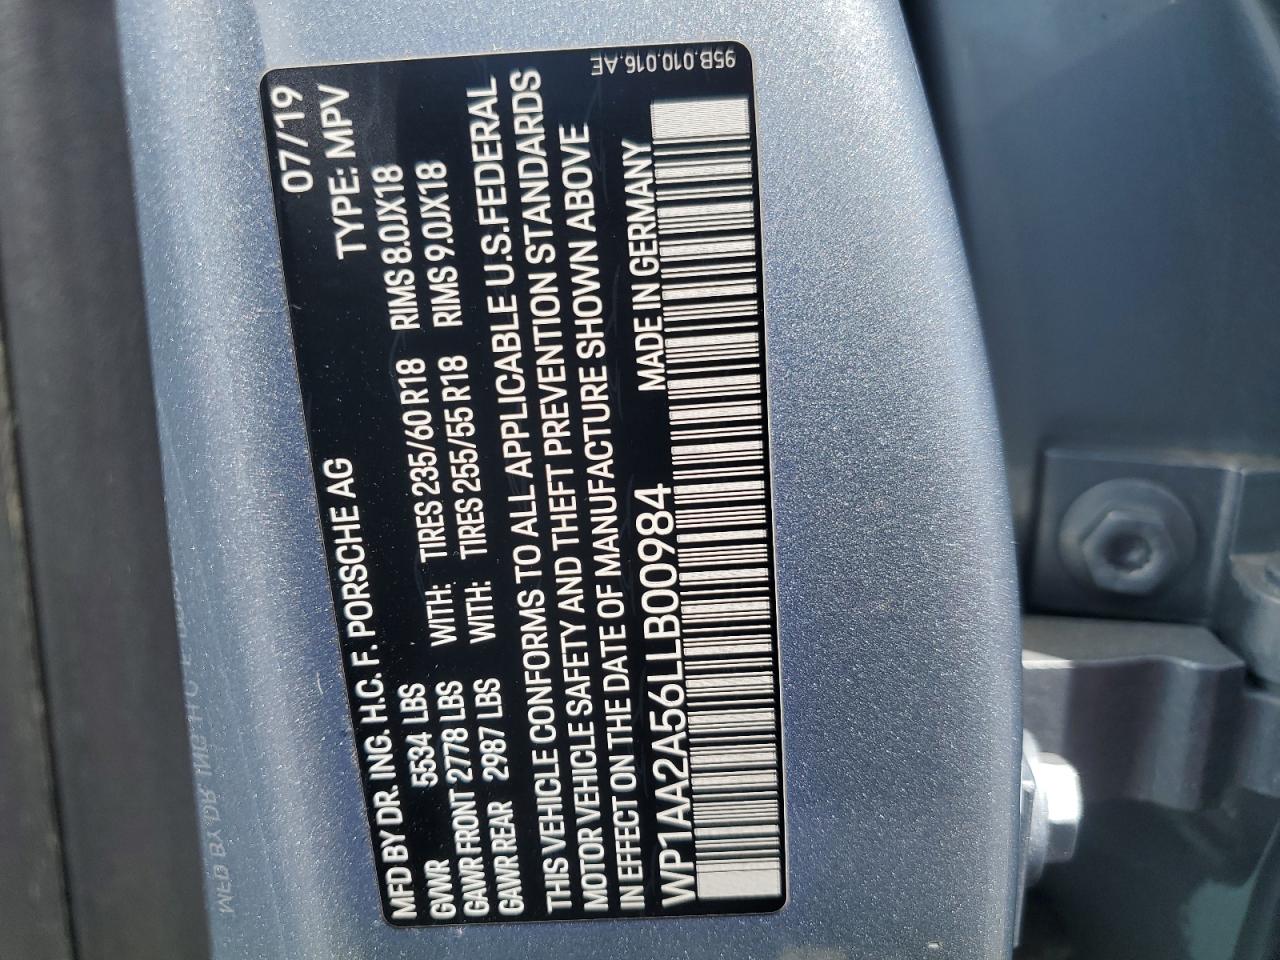 07/19
MFD BY DR. ING. H.C. F. PORSCHE AG TYPE: MPV
GVWR 5534 LBS
GAWR FRONT 2778 LBS WITH: TIRES 235/60 R18 RIMS 8.0JX18
GAWR REAR 2987 LBS WITH: TIRES 255/55 R18 RIMS 9.0JX18
THIS VEHICLE CONFORMS TO ALL APPLICABLE U.S.FEDERAL
MOTOR VEHICLE SAFETY AND THEFT PREVENTION STANDARDS
IN EFFECT ON THE DATE OF MANUFACTURE SHOWN ABOVE
WP1AA2A56LLB00984 MADE IN GERMANY
95B.010.016.AE